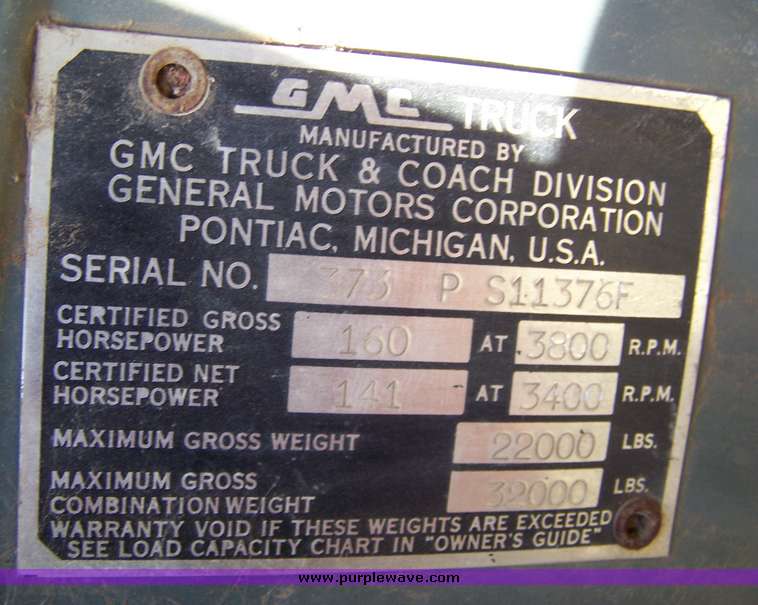 GMC TRUCK
MANUFACTURED BY
GMC TRUCK & COACH DIVISION
GENERAL MOTORS CORPORATION
PONTIAC, MICHIGAN, U.S.A.
SERIAL NO. 373 P S11376F
CERTIFIED GROSS
HORSEPOWER 160 AT 3800 R.P.M.
CERTIFIED NET
HORSEPOWER 141 AT 3400 R.P.M.
MAXIMUM GROSS WEIGHT 22000 LBS.
MAXIMUM GROSS
COMBINATION WEIGHT 32000 LBS.
WARRANTY VOID IF THESE WEIGHTS ARE EXCEEDED
SEE LOAD CAPACITY CHART IN "OWNER'S GUIDE"
www.purplewave.com